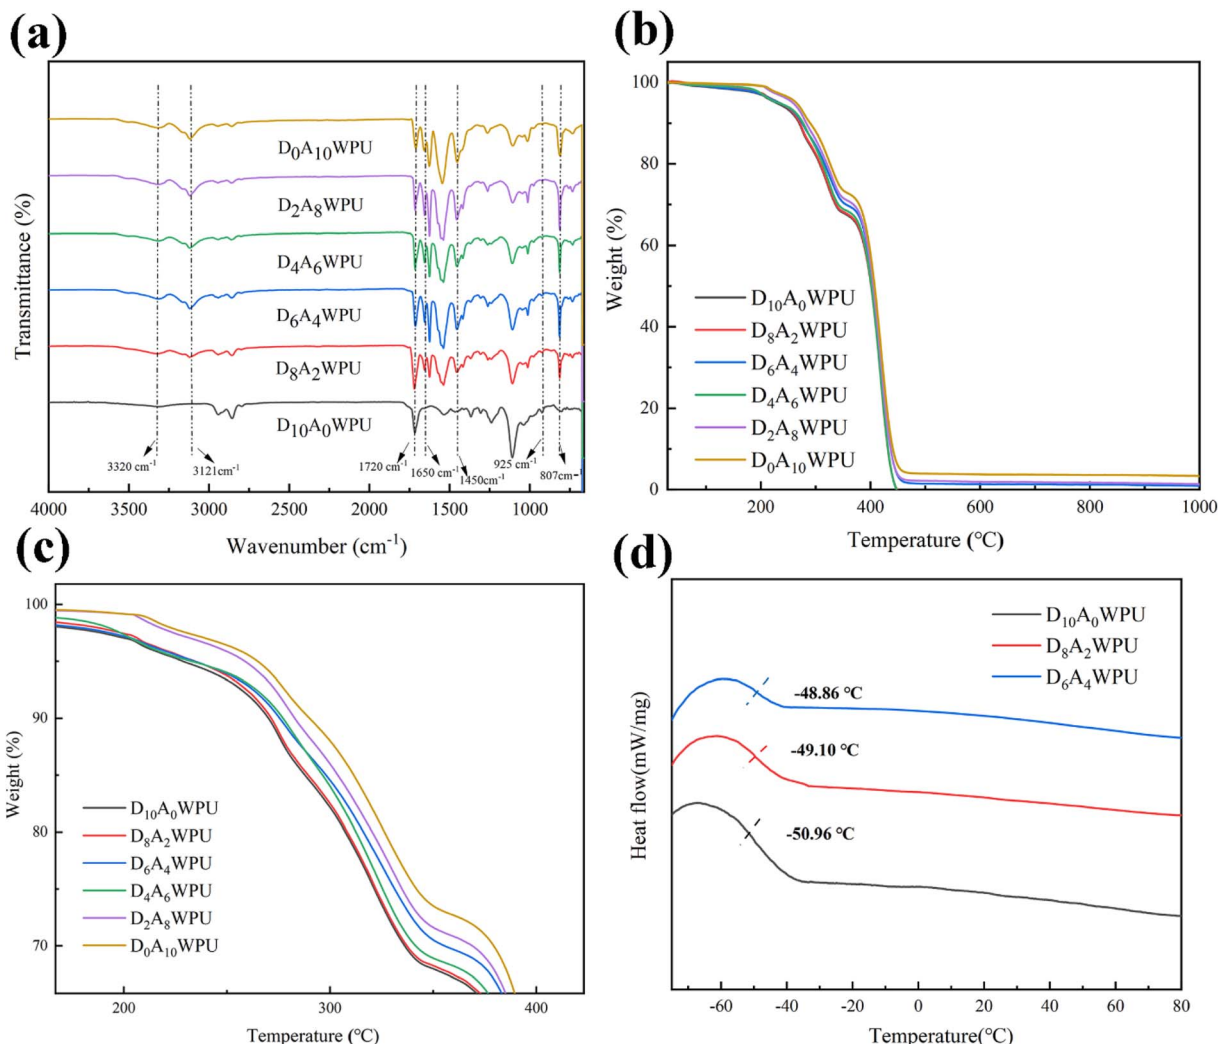 (a)
D0A10WPU
D2A8WPU
D4A6WPU
D6A4WPU
D8A2WPU
D10A0WPU
3320 cm-1
3121cm-1
1720 cm-1
1650 cm-1
1450cm-1
925 cm-1
807cm-1
Transmittance (%)
4000 3500 3000 2500 2000 1500 1000
Wavenumber (cm-1)
(b)
100
80
60
40
20
0
Weight (%)
D10A0WPU
D8A2WPU
D6A4WPU
D4A6WPU
D2A8WPU
D0A10WPU
200 400 600 800 1000
Temperature (℃)
(c)
100
90
80
70
Weight (%)
D10A0WPU
D8A2WPU
D6A4WPU
D4A6WPU
D2A8WPU
D0A10WPU
200 300 400
Temperature (℃)
(d)
D10A0WPU
D8A2WPU
D6A4WPU
-48.86 ℃
-49.10 ℃
-50.96 ℃
Heat flow(mW/mg)
-60 -40 -20 0 20 40 60 80
Temperature(℃)